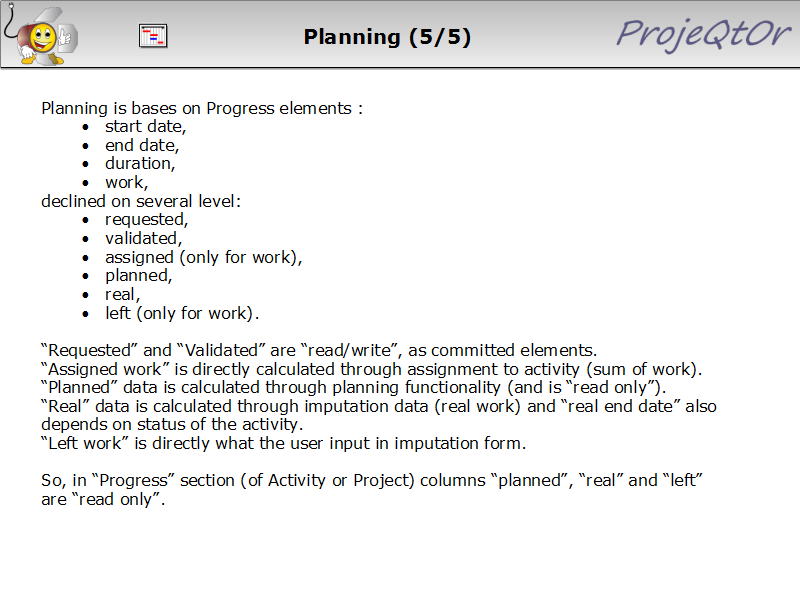 Planning (5/5)
ProjeQtOr
Planning is bases on Progress elements :
• start date,
• end date,
• duration,
• work,
declined on several level:
• requested,
• validated,
• assigned (only for work),
• planned,
• real,
• left (only for work).
“Requested” and “Validated” are “read/write”, as committed elements.
“Assigned work” is directly calculated through assignment to activity (sum of work).
“Planned” data is calculated through planning functionality (and is “read only”).
“Real” data is calculated through imputation data (real work) and “real end date” also
depends on status of the activity.
“Left work” is directly what the user input in imputation form.
So, in “Progress” section (of Activity or Project) columns “planned”, “real” and “left”
are “read only”.